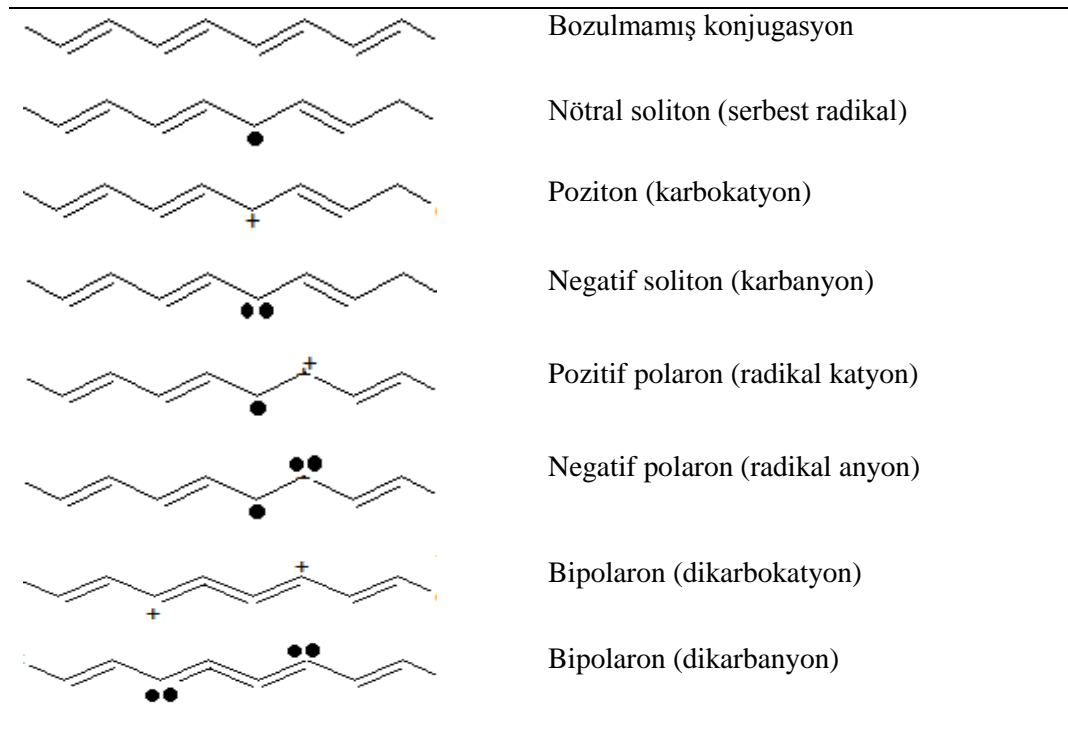 Bozulmamış konjugasyon
Nötral soliton (serbest radikal)
+
Poziton (karbokatyon)
Negatif soliton (karbanyon)
+
Pozitif polaron (radikal katyon)
Negatif polaron (radikal anyon)
+
+
Bipolaron (dikarbokatyon)
Bipolaron (dikarbanyon)